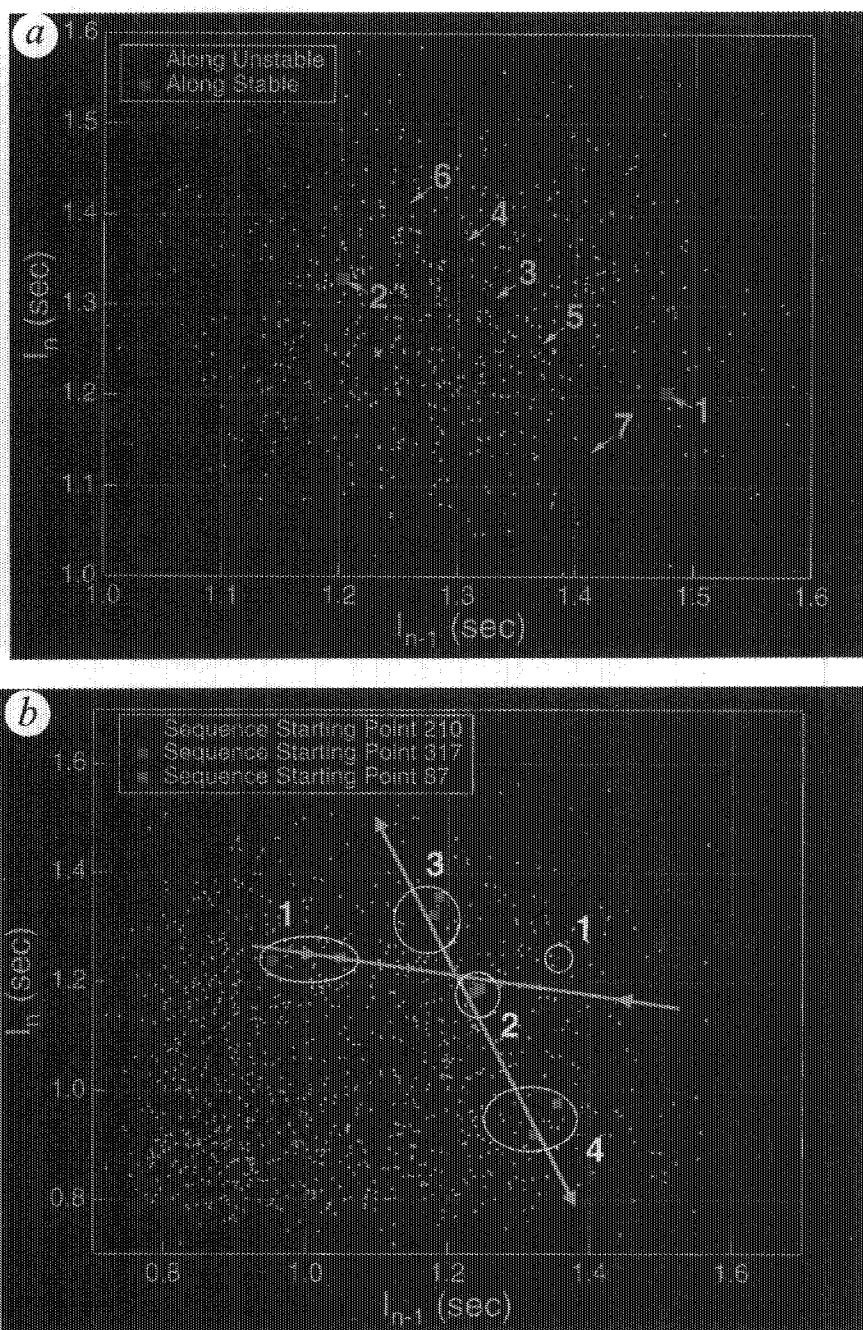 a
1.6
Along Unstable
Along Stable
1.5
1.4
1.3
1.2
1.1
1.0
I_n (sec)
6
4
3
2
5
1
7
1.0 1.1 1.2 1.3 1.4 1.5 1.6
I_{n-1} (sec)
b
Sequence Starting Point 210
Sequence Starting Point 317
Sequence Starting Point 87
1.6
1.4
1.2
1.0
0.8
I_n (sec)
3
1
1
2
4
0.8 1.0 1.2 1.4 1.6
I_{n-1} (sec)